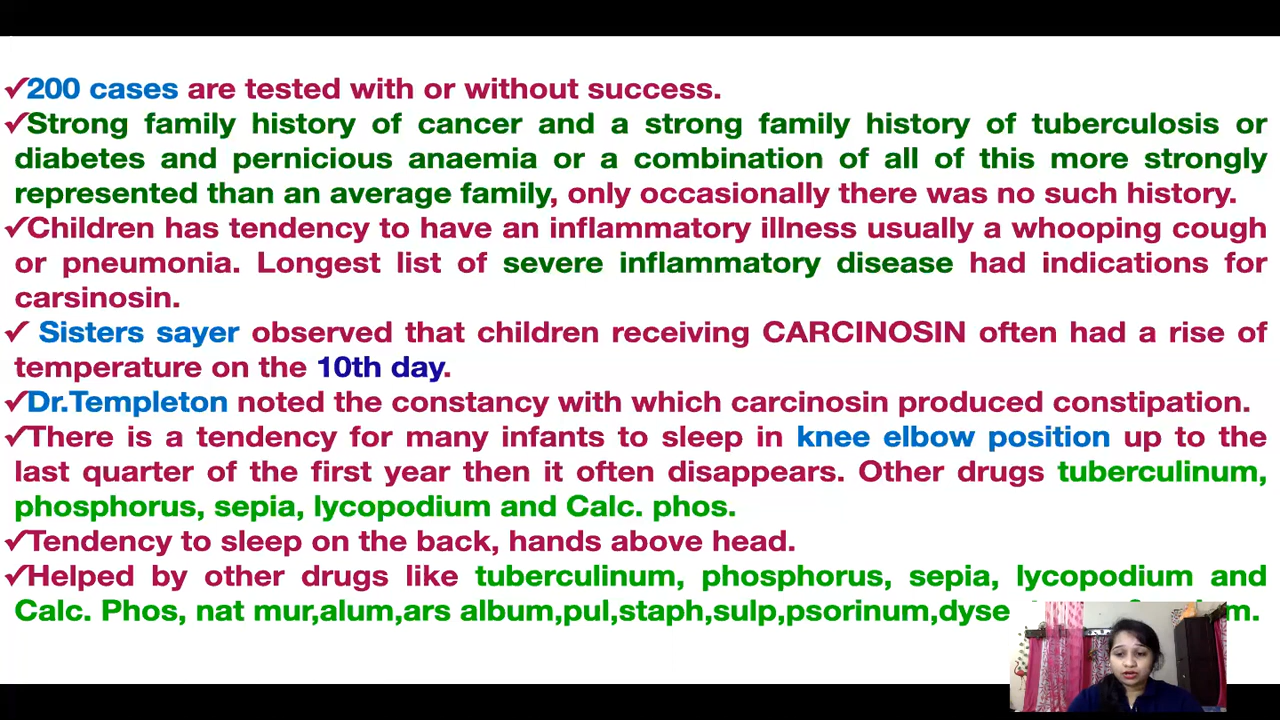 ✓200 cases are tested with or without success.
✓Strong family history of cancer and a strong family history of tuberculosis or
diabetes and pernicious anaemia or a combination of all of this more strongly
represented than an average family, only occasionally there was no such history.
✓Children has tendency to have an inflammatory illness usually a whooping cough
or pneumonia. Longest list of severe inflammatory disease had indications for
carsinosin.
✓ Sisters sayer observed that children receiving CARCINOSIN often had a rise of
temperature on the 10th day.
✓Dr.Templeton noted the constancy with which carcinosin produced constipation.
✓There is a tendency for many infants to sleep in knee elbow position up to the
last quarter of the first year then it often disappears. Other drugs tuberculinum,
phosphorus, sepia, lycopodium and Calc. phos.
✓Tendency to sleep on the back, hands above head.
✓Helped by other drugs like tuberculinum, phosphorus, sepia, lycopodium and
Calc. Phos, nat mur,alum,ars album,pul,staph,sulp,psorinum,dyse